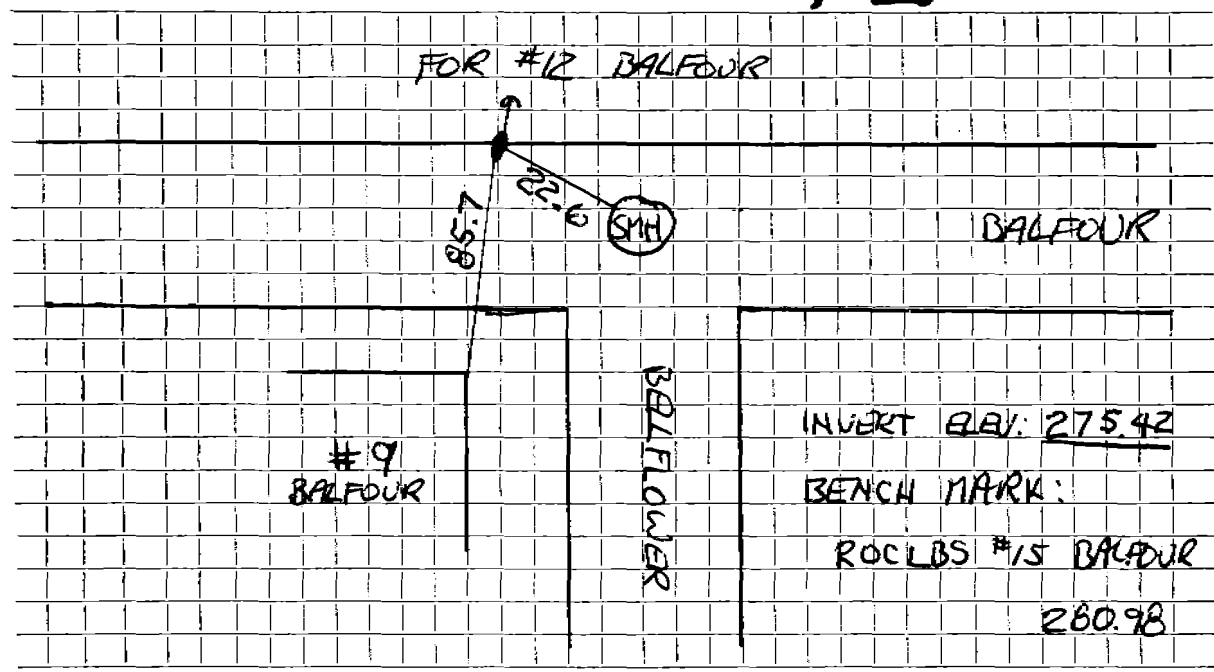 FOR #12 BALFOUR
22.6
85.7
SMH
BALFOUR
BELLFLOWER
#9
BALFOUR
INVERT ELEV: 275.42
BENCH MARK:
ROCLBS #15 BALFOUR
280.98